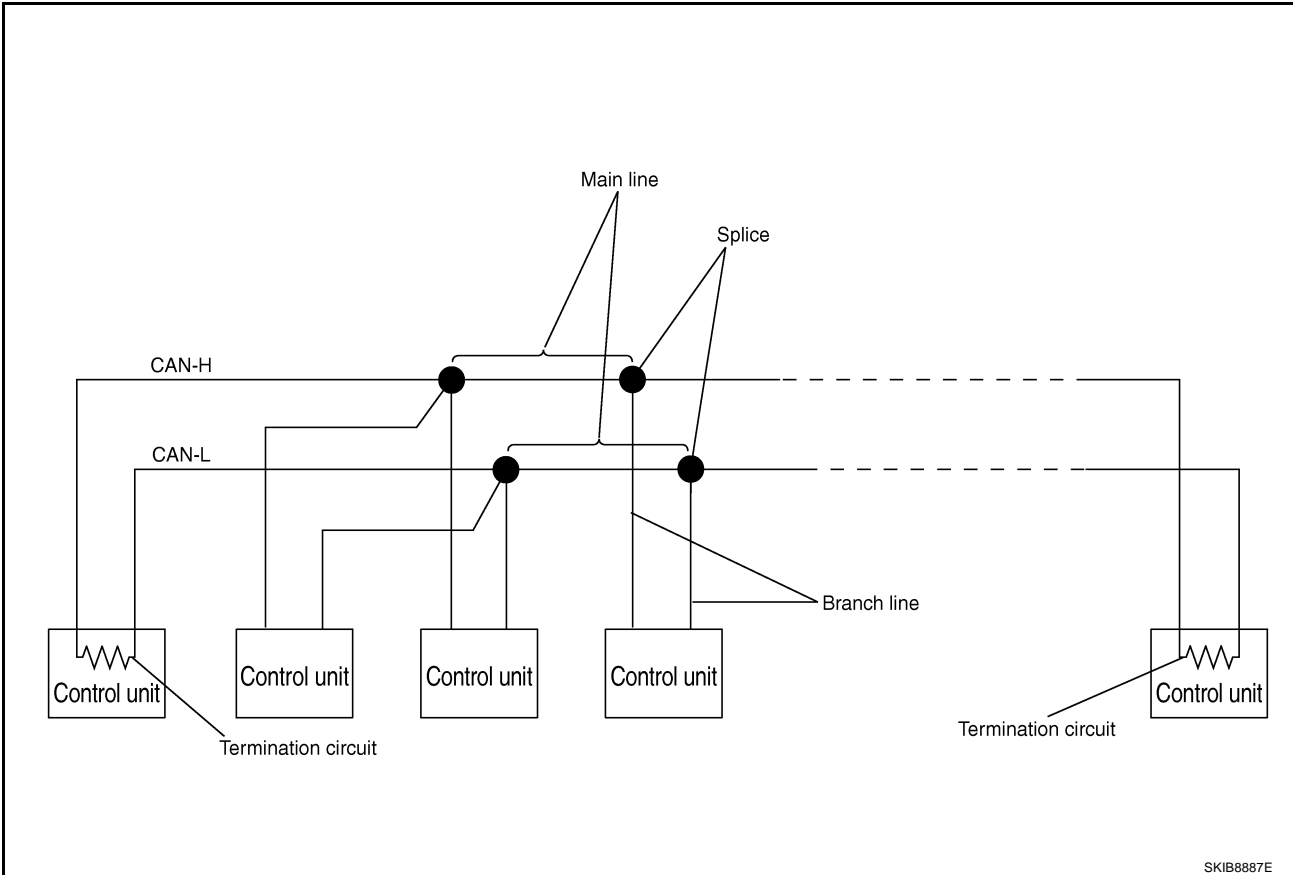 Main line
Splice
CAN-H
CAN-L
Branch line
Control unit
Control unit
Control unit
Control unit
Control unit
Termination circuit
Termination circuit
SKIB8887E